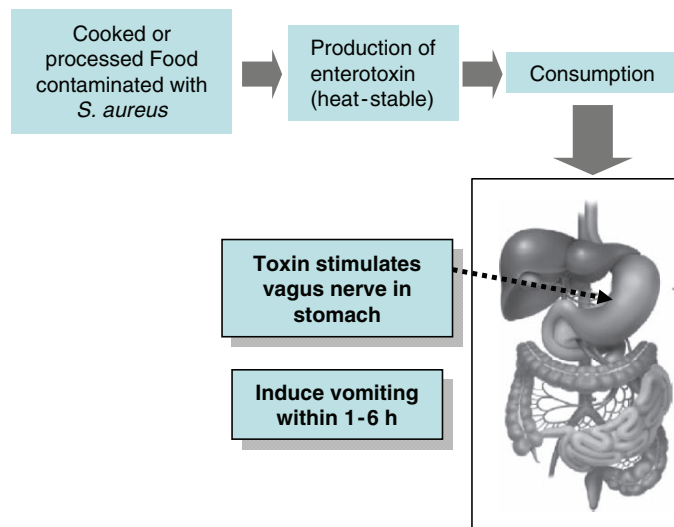 Cooked or
processed Food
contaminated with
S. aureus
Production of
enterotoxin
(heat-stable)
Consumption
Toxin stimulates
vagus nerve in
stomach
Induce vomiting
within 1-6 h